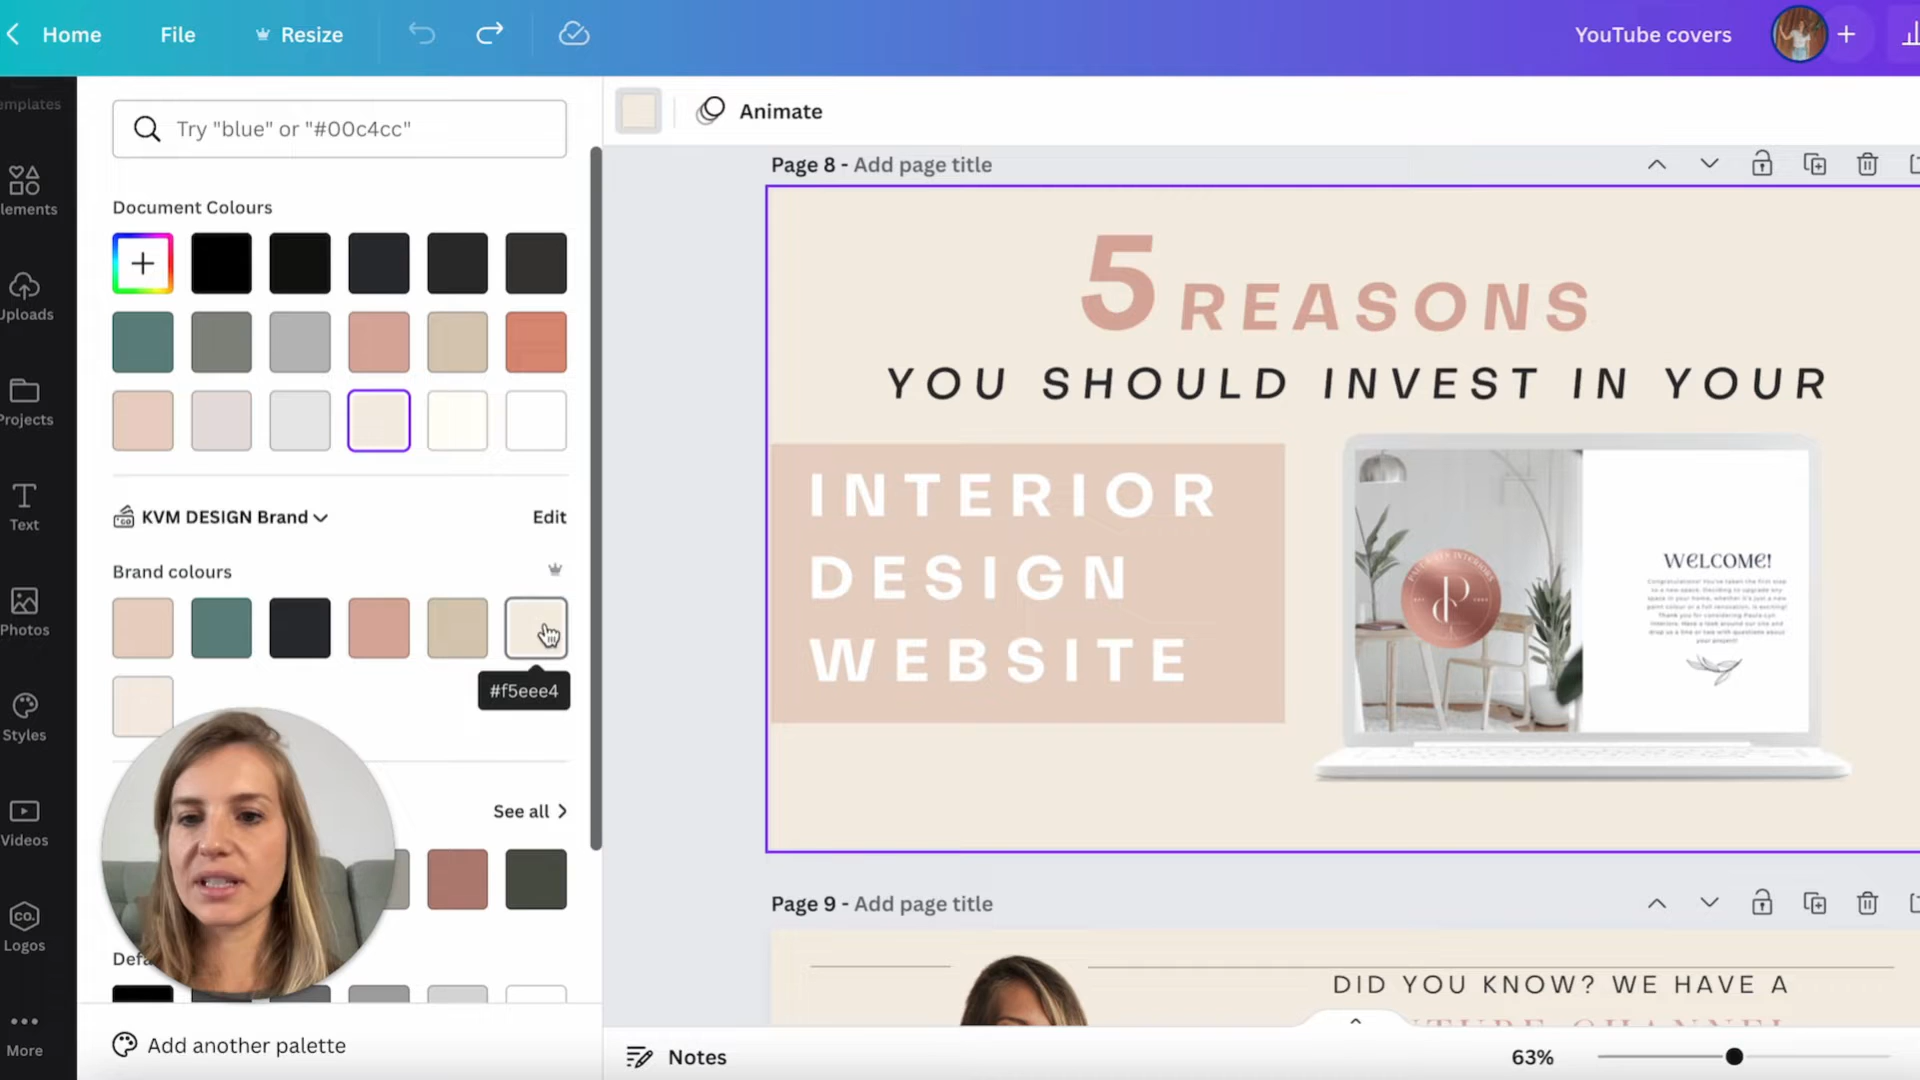 Home File Resize YouTube covers
emplates
Try "blue" or "#00c4cc"
Animate
Page 8 - Add page title
lements
Document Colours
5 REASONS
YOU SHOULD INVEST IN YOUR
INTERIOR
DESIGN
WEBSITE
WELCOME!
Uploads
Projects
KVM DESIGN Brand Edit
Text
Brand colours
#f5eee4
Photos
Styles
See all
Videos
Page 9 - Add page title
co.
Logos
Defa
DID YOU KNOW? WE HAVE A
More
Add another palette
Notes 63%